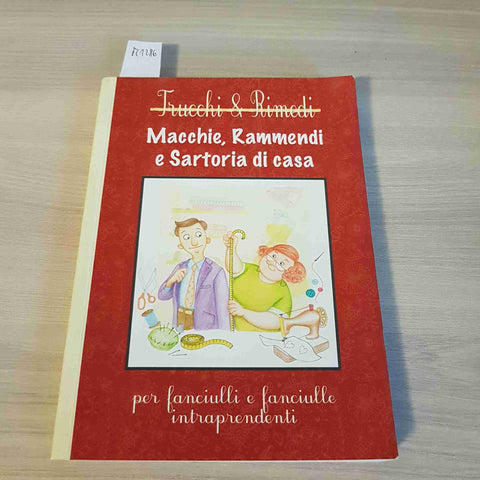 Trucchi & Rimedi
Macchie, Rammendi
e Sartoria di casa
per fanciulli e fanciulle
intraprendenti